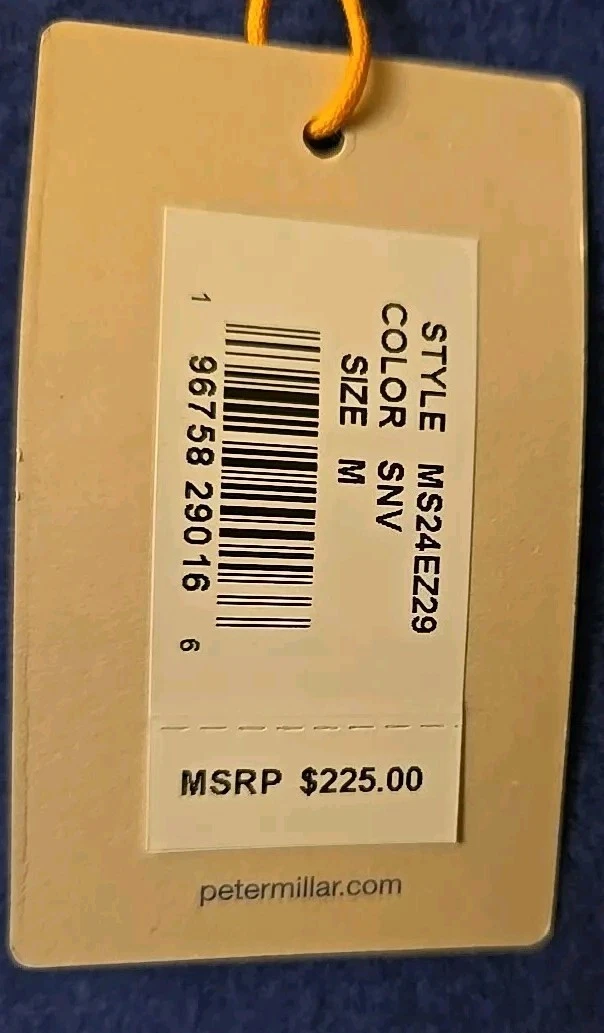 STYLE MS24EZ29
COLOR SNV
SIZE M
1 96758 29016 6
MSRP $225.00
petermillar.com